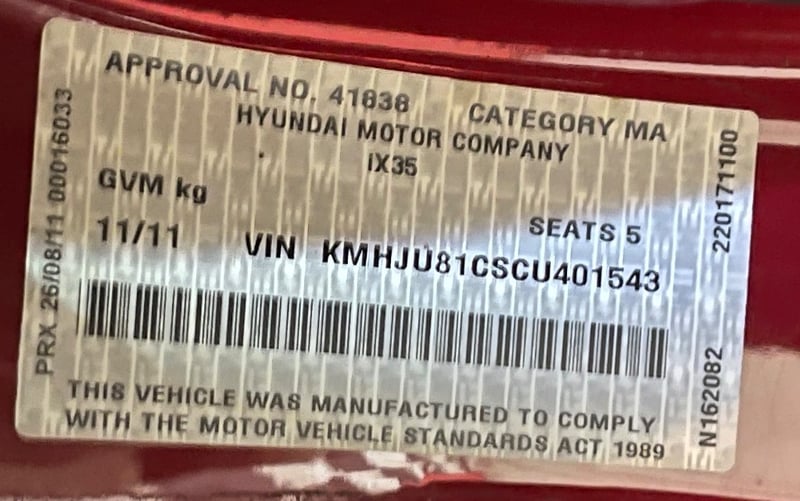 APPROVAL NO. 41838 CATEGORY MA
HYUNDAI MOTOR COMPANY
iX35
GVM kg
SEATS 5
11/11 VIN KMHJU81CSCU401543
THIS VEHICLE WAS MANUFACTURED TO COMPLY
WITH THE MOTOR VEHICLE STANDARDS ACT 1989
PRX 26/08/11 00016033
220171100
N162082